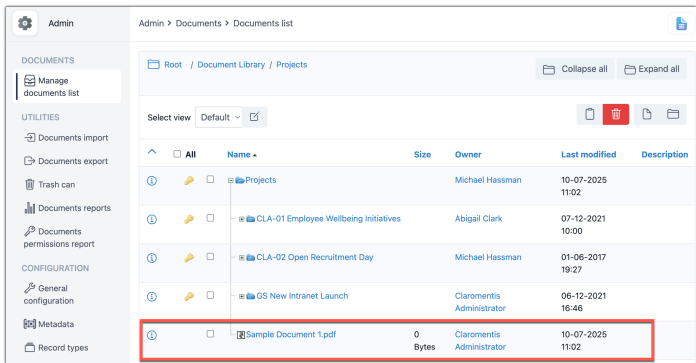 Admin
Admin > Documents > Documents list
DOCUMENTS
Manage
documents list
UTILITIES
Documents import
Documents export
Trash can
Documents reports
Documents
permissions report
CONFIGURATION
General
configuration
Metadata
Record types
Root / Document Library / Projects
Collapse all
Expand all
Select view
Default
All
Name
Size
Owner
Last modified
Description
Projects
Michael Hassman
10-07-2025
11:02
CLA-01 Employee Wellbeing Initiatives
Abigail Clark
07-12-2021
10:00
CLA-02 Open Recruitment Day
Michael Hassman
01-06-2017
19:27
GS New Intranet Launch
Claromentis
Administrator
06-12-2021
16:46
Sample Document 1.pdf
0
Bytes
Claromentis
Administrator
10-07-2025
11:02